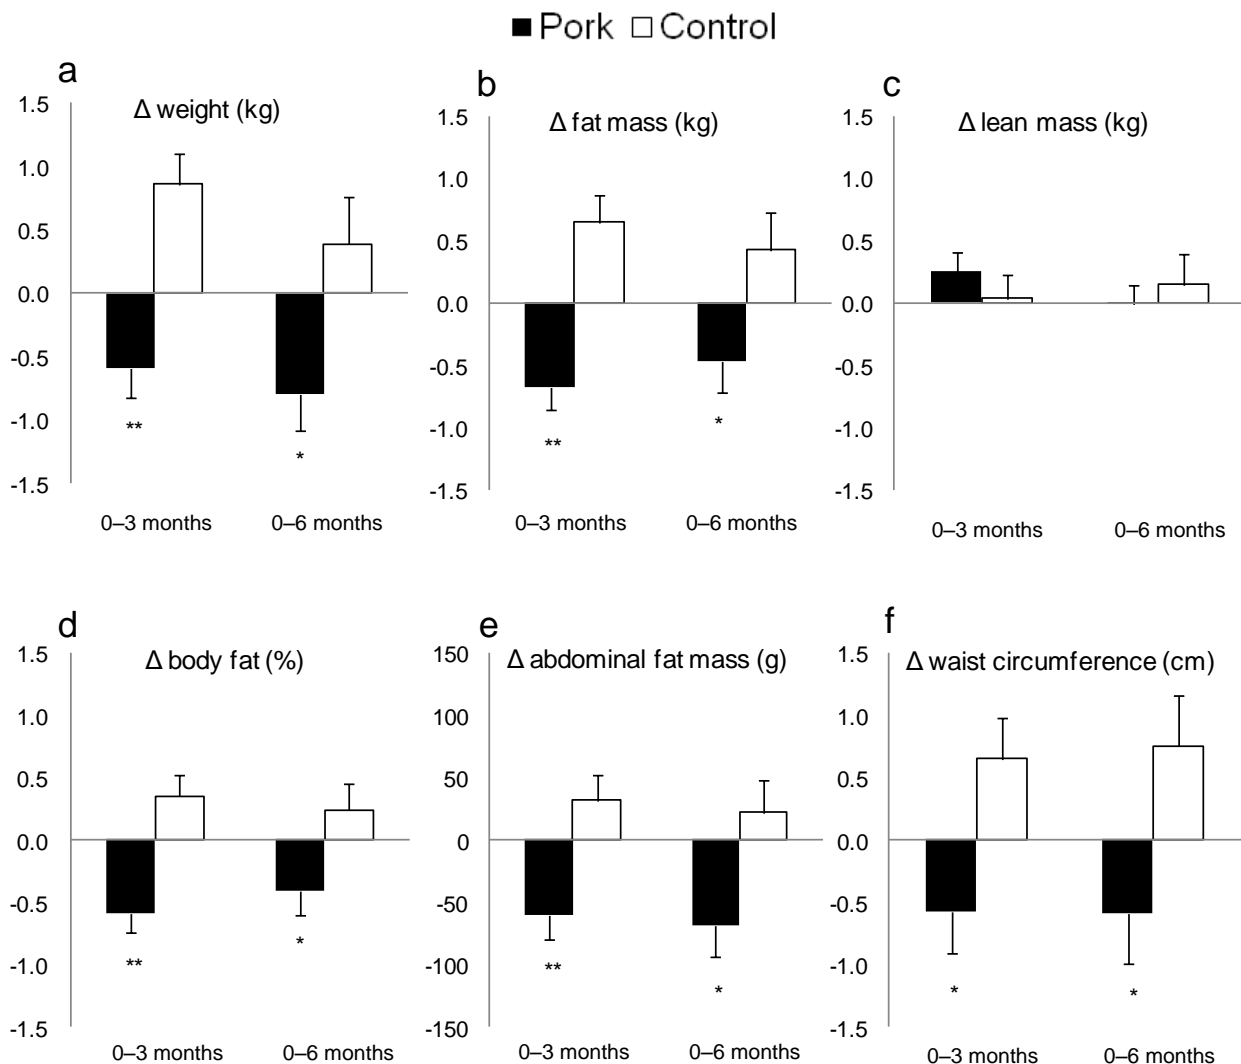 Pork Control
a
Δ weight (kg)
1.5
1.0
0.5
0.0
-0.5
-1.0
-1.5
**
*
0–3 months 0–6 months
b
Δ fat mass (kg)
1.5
1.0
0.5
0.0
-0.5
-1.0
-1.5
**
*
0–3 months 0–6 months
c
Δ lean mass (kg)
1.5
1.0
0.5
0.0
-0.5
-1.0
-1.5
0–3 months 0–6 months
d
Δ body fat (%)
1.5
1.0
0.5
0.0
-0.5
-1.0
-1.5
**
*
0–3 months 0–6 months
e
Δ abdominal fat mass (g)
150
100
50
0
-50
-100
-150
**
*
0–3 months 0–6 months
f
Δ waist circumference (cm)
1.5
1.0
0.5
0.0
-0.5
-1.0
-1.5
*
*
0–3 months 0–6 months